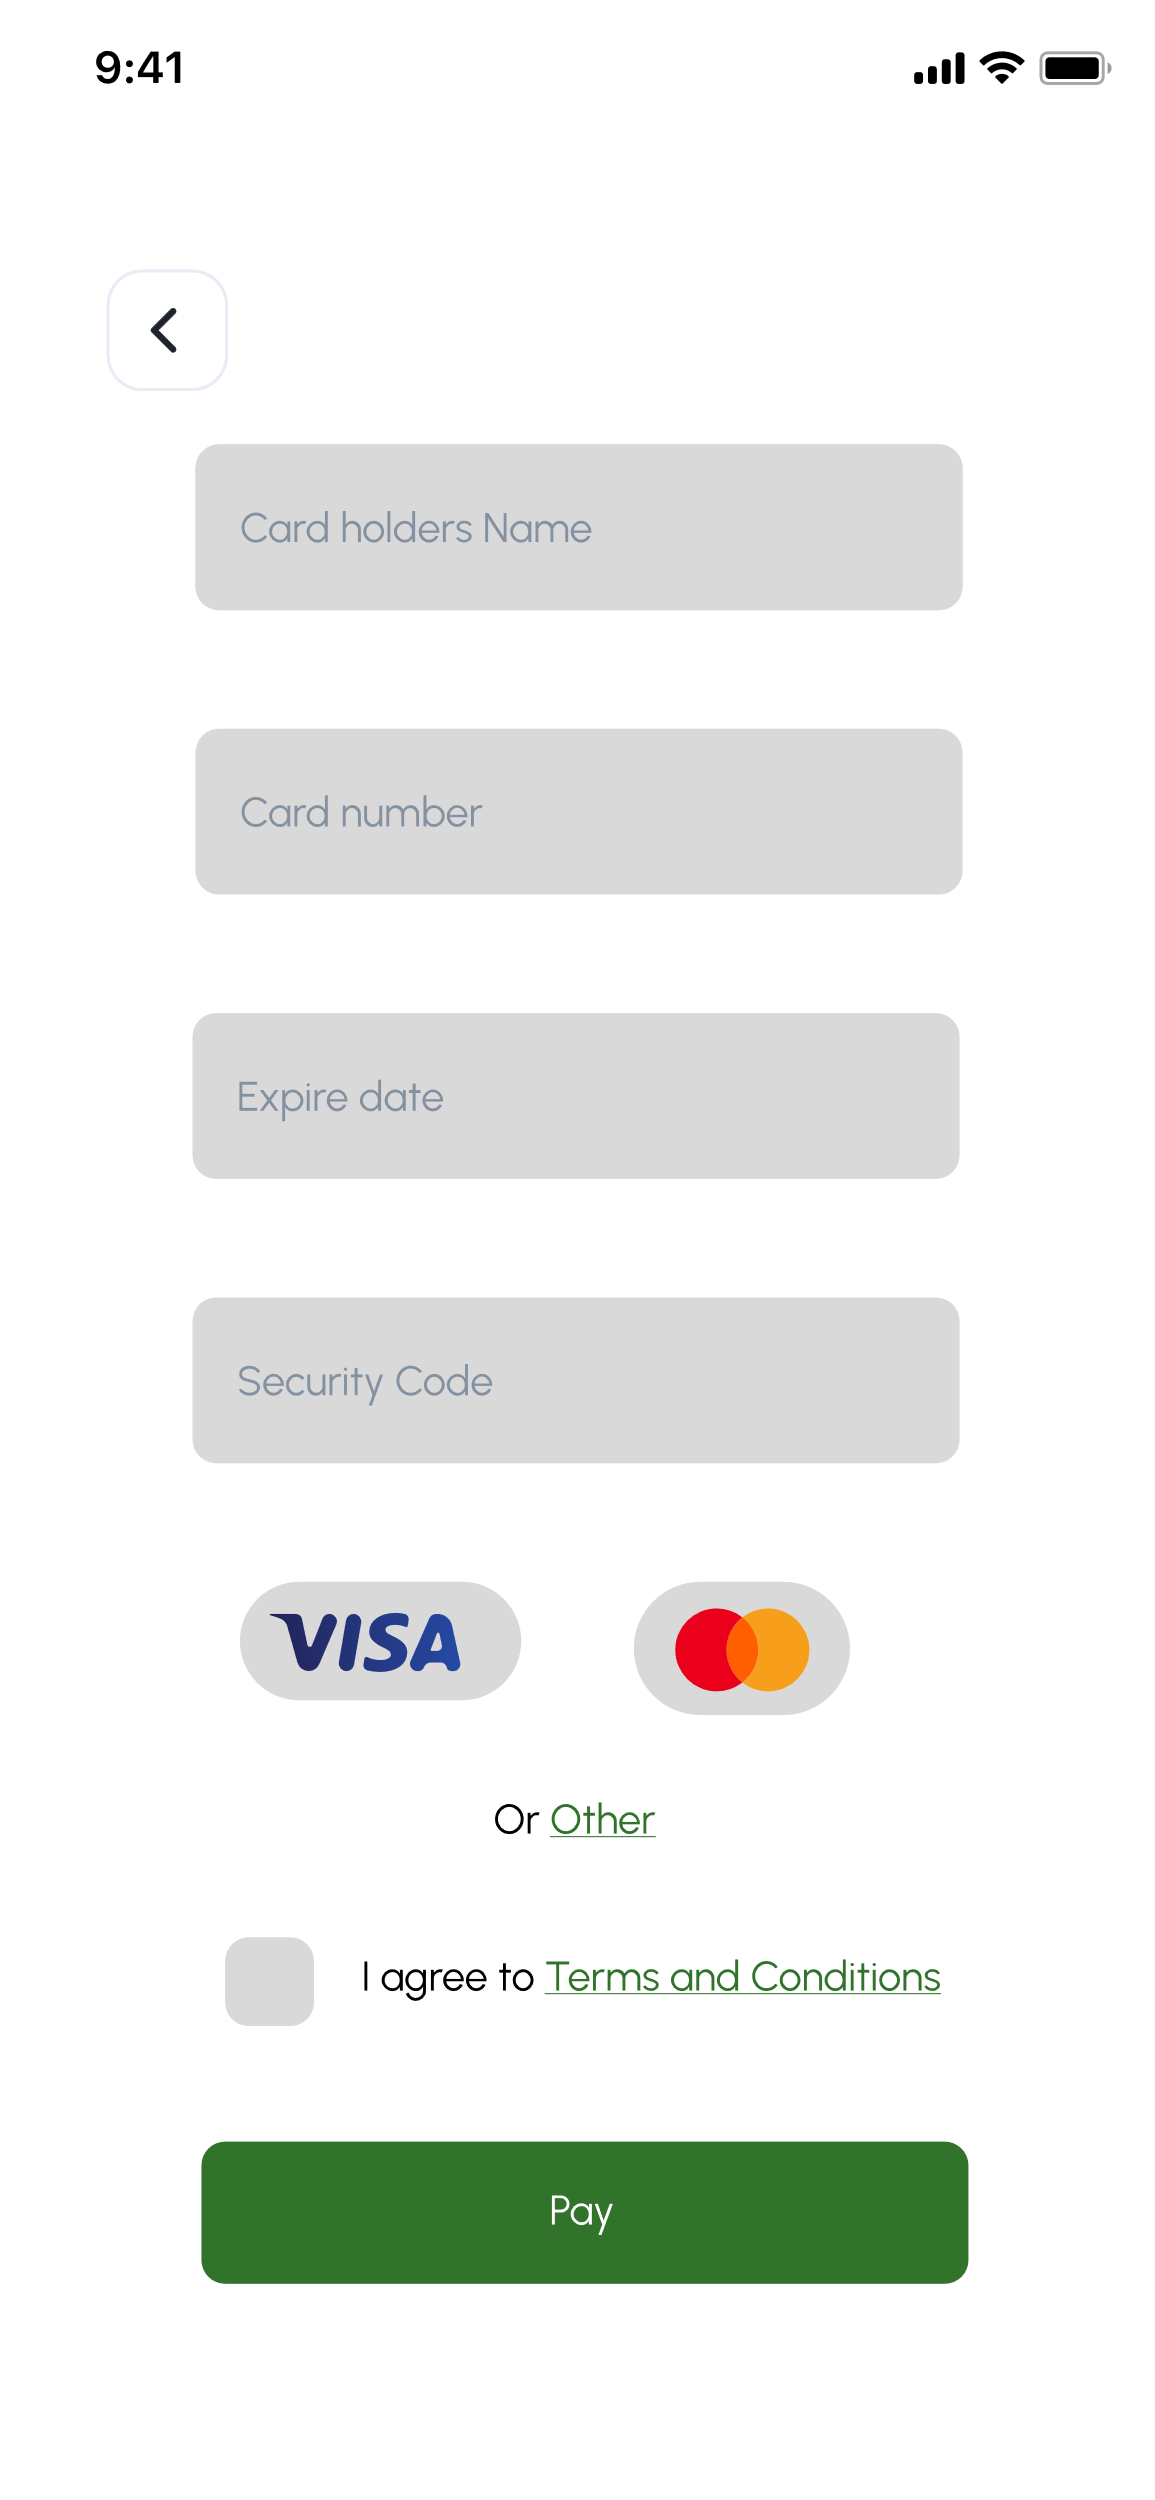 9:41
Card holders Name
Card number
Expire date
Security Code
VISA
Or Other
I agree to Terms and Conditions
Pay